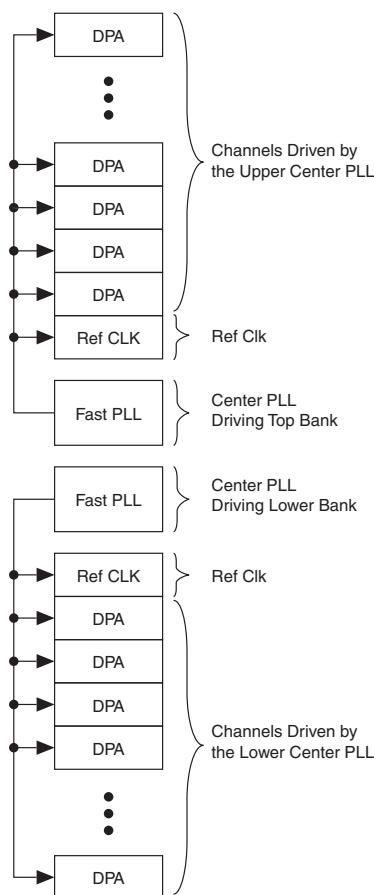 DPA
DPA
Channels Driven by
the Upper Center PLL
DPA
DPA
DPA
Ref CLK
Ref Clk
Fast PLL
Center PLL
Driving Top Bank
Fast PLL
Center PLL
Driving Lower Bank
Ref CLK
Ref Clk
DPA
DPA
DPA
DPA
Channels Driven by
the Lower Center PLL
DPA